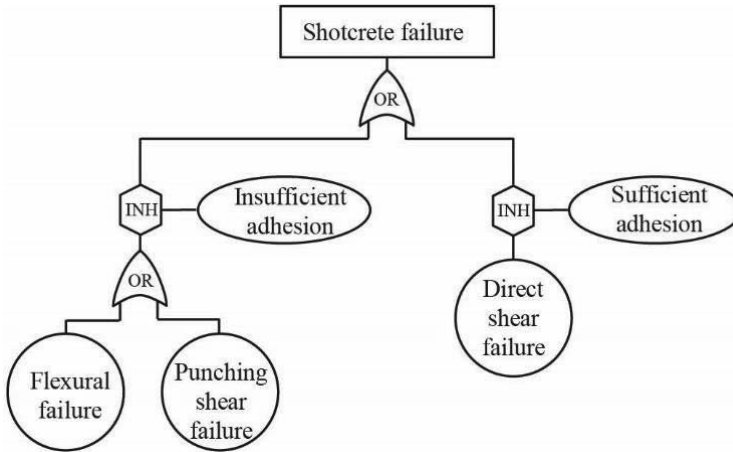 Shotcrete failure
OR
INH
Insufficient
adhesion
INH
Sufficient
adhesion
OR
Direct
shear
failure
Flexural
failure
Punching
shear
failure